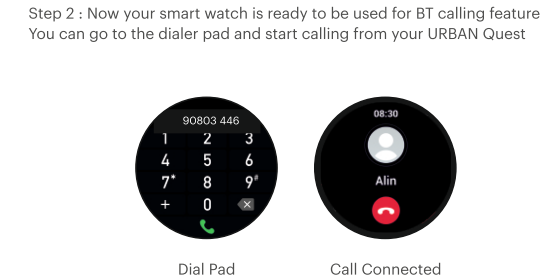 Step 2 : Now your smart watch is ready to be used for BT calling feature
You can go to the dialer pad and start calling from your URBAN Quest
90803 446
1 2 3
4 5 6
7* 8 9#
+ 0
08:30
Alin
Dial Pad
Call Connected